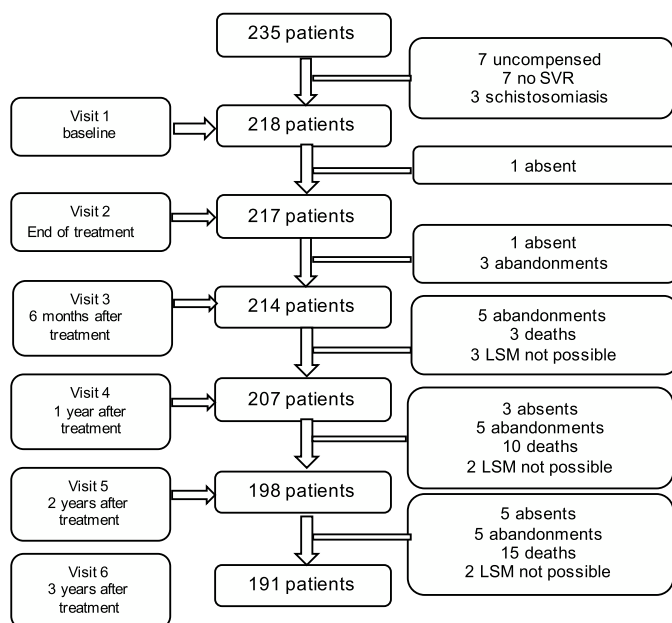 235 patients
7 uncompensed
7 no SVR
3 schistosomiasis
Visit 1
baseline
218 patients
1 absent
Visit 2
End of treatment
217 patients
1 absent
3 abandonments
Visit 3
6 months after
treatment
214 patients
5 abandonments
3 deaths
3 LSM not possible
Visit 4
1 year after
treatment
207 patients
3 absents
5 abandonments
10 deaths
2 LSM not possible
Visit 5
2 years after
treatment
198 patients
5 absents
5 abandonments
15 deaths
2 LSM not possible
Visit 6
3 years after
treatment
191 patients